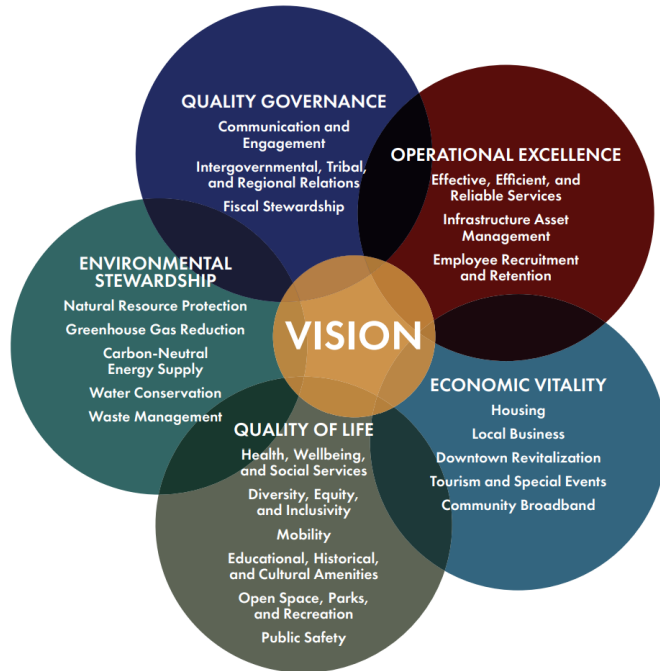 QUALITY GOVERNANCE
Communication and
Engagement
Intergovernmental, Tribal,
and Regional Relations
Fiscal Stewardship
OPERATIONAL EXCELLENCE
Effective, Efficient, and
Reliable Services
Infrastructure Asset
Management
Employee Recruitment
and Retention
ENVIRONMENTAL
STEWARDSHIP
Natural Resource Protection
Greenhouse Gas Reduction
Carbon-Neutral
Energy Supply
Water Conservation
Waste Management
VISION
ECONOMIC VITALITY
Housing
Local Business
Downtown Revitalization
Tourism and Special Events
Community Broadband
QUALITY OF LIFE
Health, Wellbeing,
and Social Services
Diversity, Equity,
and Inclusivity
Mobility
Educational, Historical,
and Cultural Amenities
Open Space, Parks,
and Recreation
Public Safety